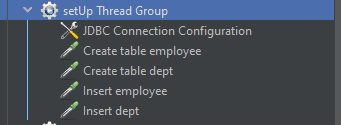 setUp Thread Group
JDBC Connection Configuration
Create table employee
Create table dept
Insert employee
Insert dept